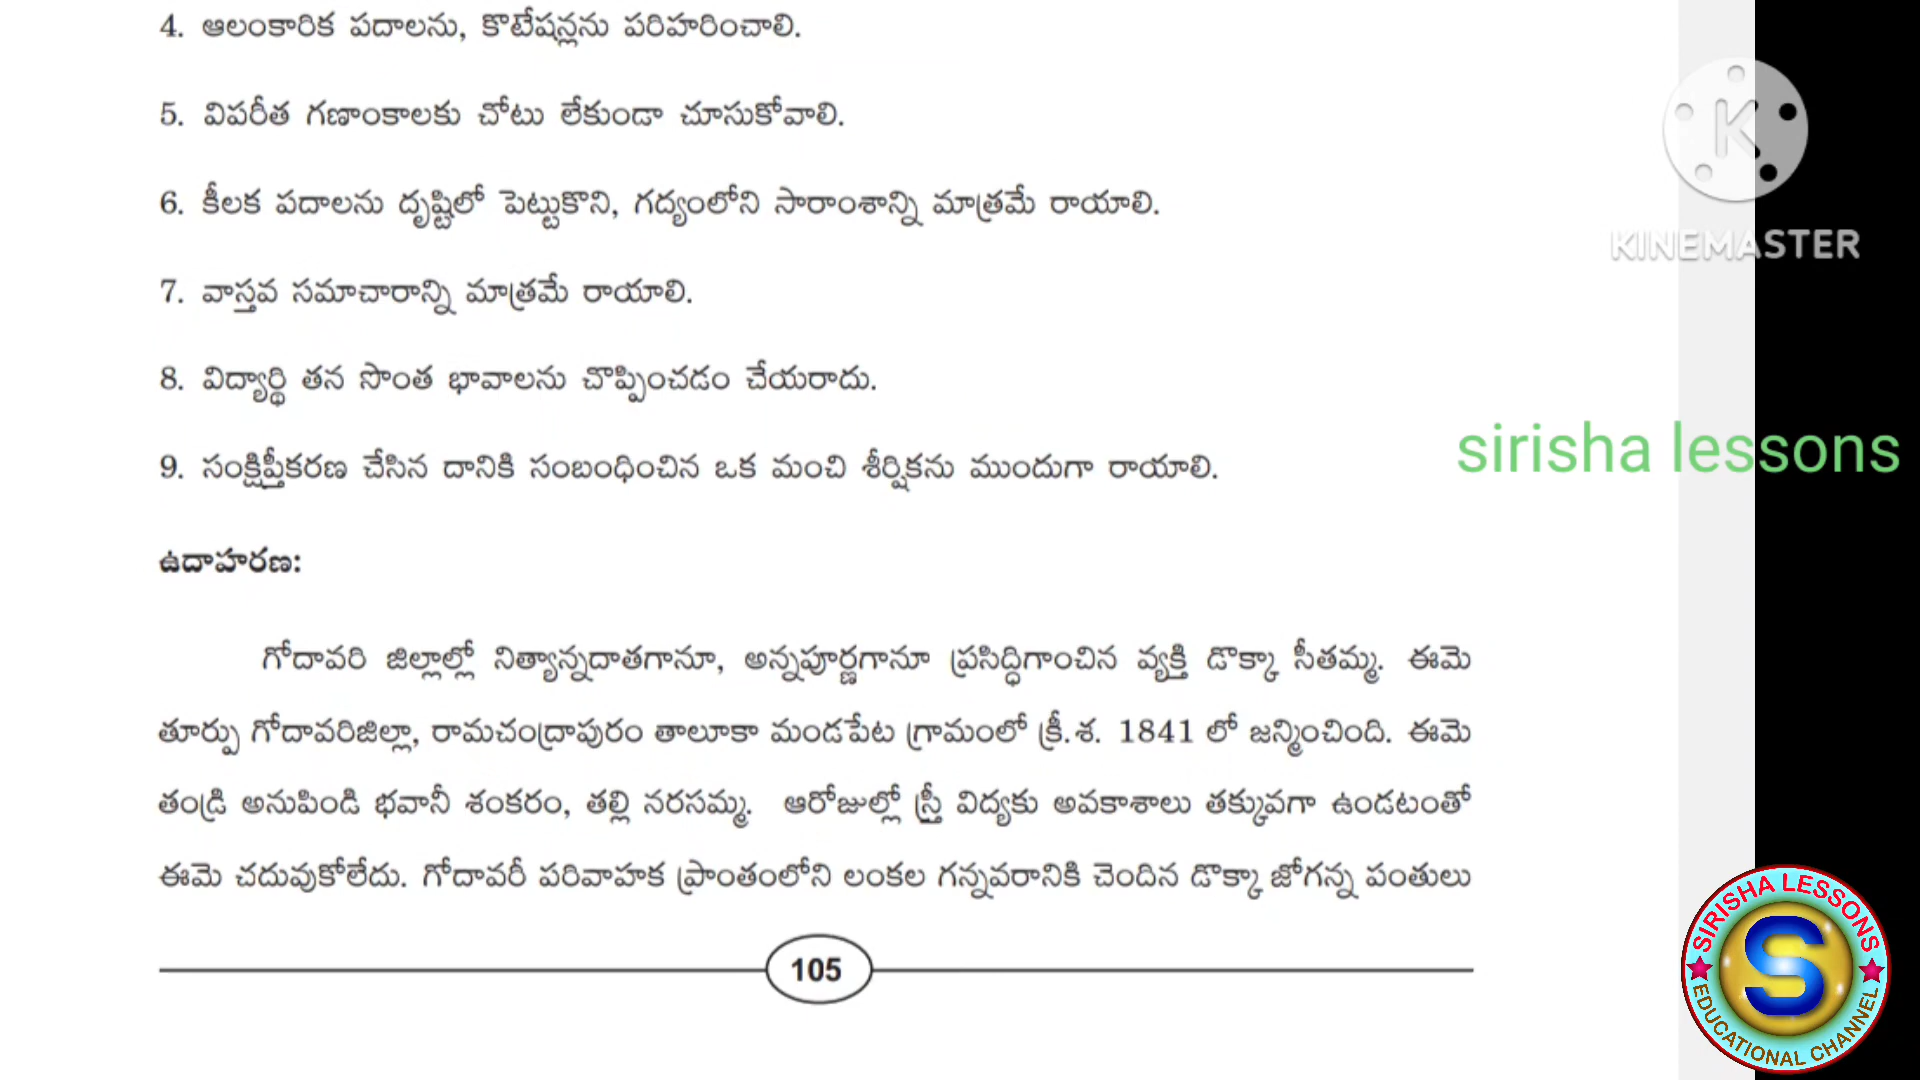 4. ఆలంకారిక పదాలను, కొటేషన్లను పరిహరించాలి.
5. విపరీత గణాంకాలకు చోటు లేకుండా చూసుకోవాలి.
6. కీలక పదాలను దృష్టిలో పెట్టుకొని, గద్యంలోని సారాంశాన్ని మాత్రమే రాయాలి.
7. వాస్తవ సమాచారాన్ని మాత్రమే రాయాలి.
8. విద్యార్థి తన సొంత భావాలను చొప్పించడం చేయరాదు.
9. సంక్షిప్తీకరణ చేసిన దానికి సంబంధించిన ఒక మంచి శీర్షికను ముందుగా రాయాలి.
ఉదాహరణ:
గోదావరి జిల్లాల్లో నిత్యాన్నదాతగానూ, అన్నపూర్ణగానూ ప్రసిద్ధిగాంచిన వ్యక్తి డొక్కా సీతమ్మ. ఈమె
తూర్పు గోదావరిజిల్లా, రామచంద్రాపురం తాలూకా మండపేట గ్రామంలో క్రీ.శ. 1841 లో జన్మించింది. ఈమె
తండ్రి అనుపిండి భవానీ శంకరం, తల్లి నరసమ్మ. ఆరోజుల్లో స్త్రీ విద్యకు అవకాశాలు తక్కువగా ఉండటంతో
ఈమె చదువుకోలేదు. గోదావరీ పరివాహక ప్రాంతంలోని లంకల గన్నవరానికి చెందిన డొక్కా జోగన్న పంతులు
105
K
KINEMASTER
sirisha lessons
SIRISHA LESSONS
S
EDUCATIONAL CHANNEL